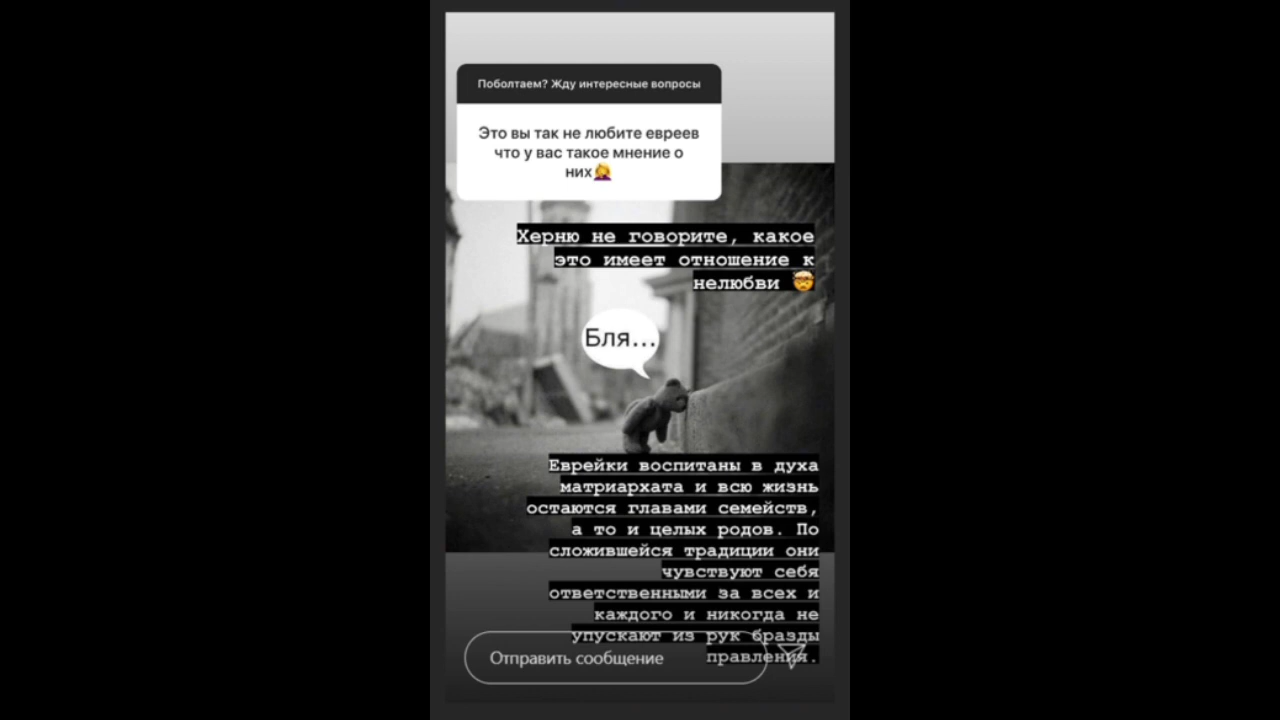 Поболтаем? Жду интересные вопросы
Это вы так не любите евреев
что у вас такое мнение о
них🤦‍♀️
Херню не говорите, какое
это имеет отношение к
нелюбви 🤯
Бля...
Еврейки воспитаны в духа
матриархата и всю жизнь
остаются главами семейств,
а то и целых родов. По
сложившейся традиции они
чувствуют себя
ответственными за всех и
каждого и никогда не
упускают из рук бразды
правления.
Отправить сообщение